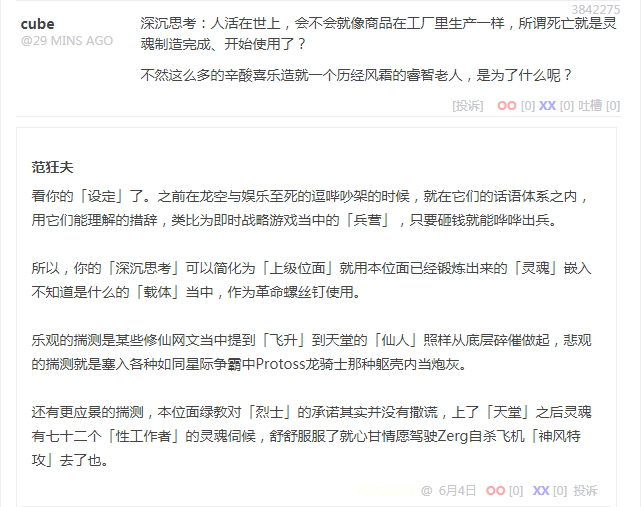 3842275
cube
@29 MINS AGO
深沉思考：人活在世上，会不会就像商品在工厂里生产一样，所谓死亡就是灵
魂制造完成、开始使用了？
不然这么多的辛酸喜乐造就一个历经风霜的睿智老人，是为了什么呢？
[投诉] OO [0] XX [0] 吐槽 [0]
范狂夫
看你的「设定」了。之前在龙空与娱乐至死的逗哔吵架的时候，就在它们的话语体系之内，
用它们能理解的措辞，类比为即时战略游戏当中的「兵营」，只要砸钱就能哗哗出兵。
所以，你的「深沉思考」可以简化为「上级位面」就用本位面已经锻炼出来的「灵魂」嵌入
不知道是什么的「载体」当中，作为革命螺丝钉使用。
乐观的揣测是某些修仙网文当中提到「飞升」到天堂的「仙人」照样从底层碎催做起，悲观
的揣测就是塞入各种如同星际争霸中Protoss龙骑士那种躯壳内当炮灰。
还有更应景的揣测，本位面绿教对「烈士」的承诺其实并没有撒谎，上了「天堂」之后灵魂
有七十二个「性工作者」的灵魂伺候，舒舒服服了就心甘情愿驾驶Zerg自杀飞机「神风特
攻」去了也。
@ 6月4日 OO [0] XX [0] 投诉